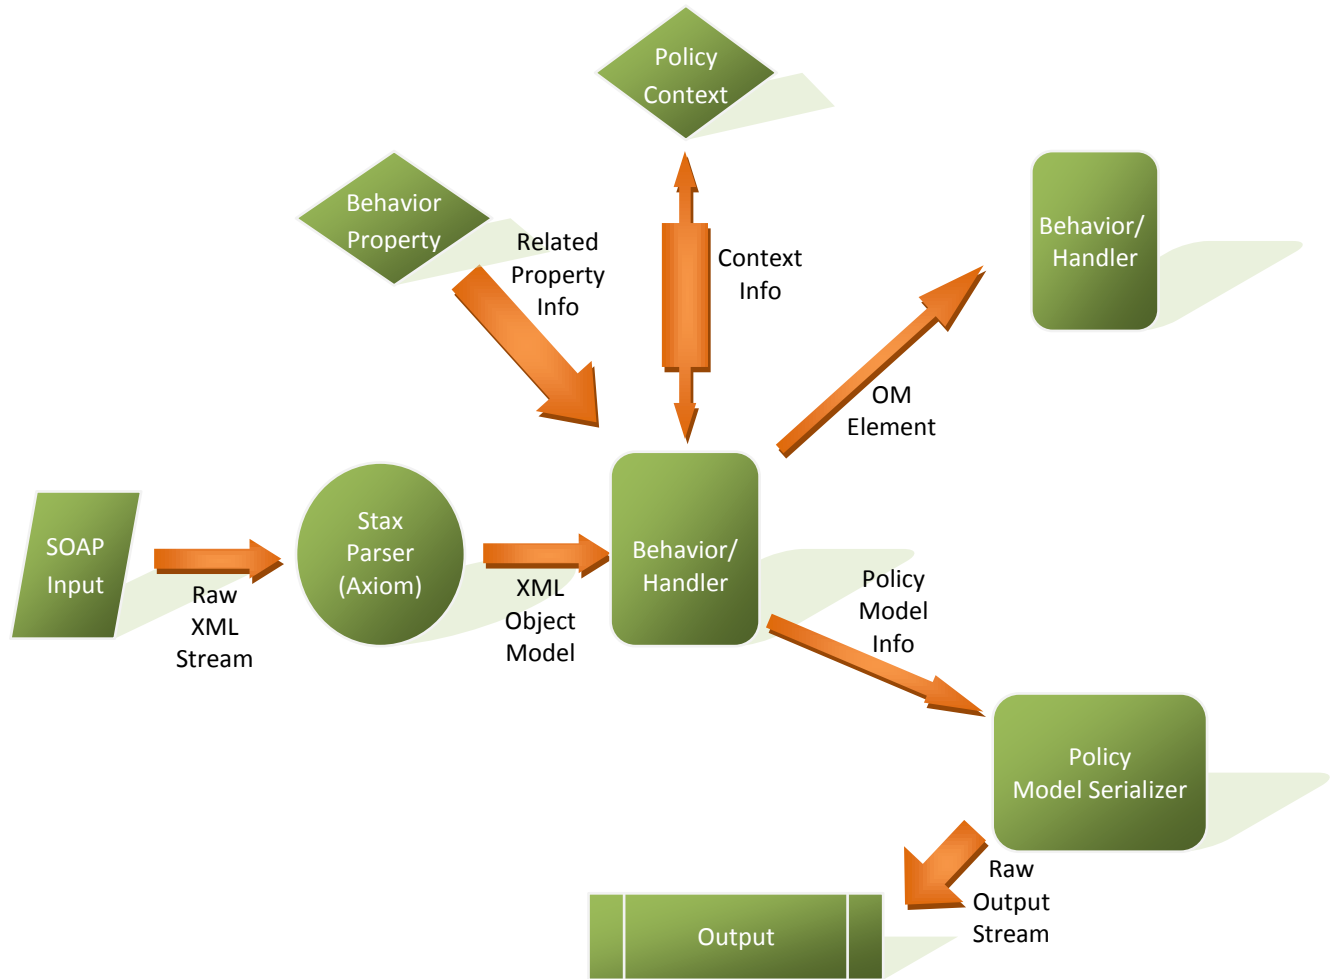 Policy
Context
Behavior
Property
Related
Property
Info
Context
Info
Behavior/
Handler
OM
Element
SOAP
Input
Raw
XML
Stream
Stax
Parser
(Axiom)
XML
Object
Model
Behavior/
Handler
Policy
Model
Info
Policy
Model Serializer
Raw
Output
Stream
Output